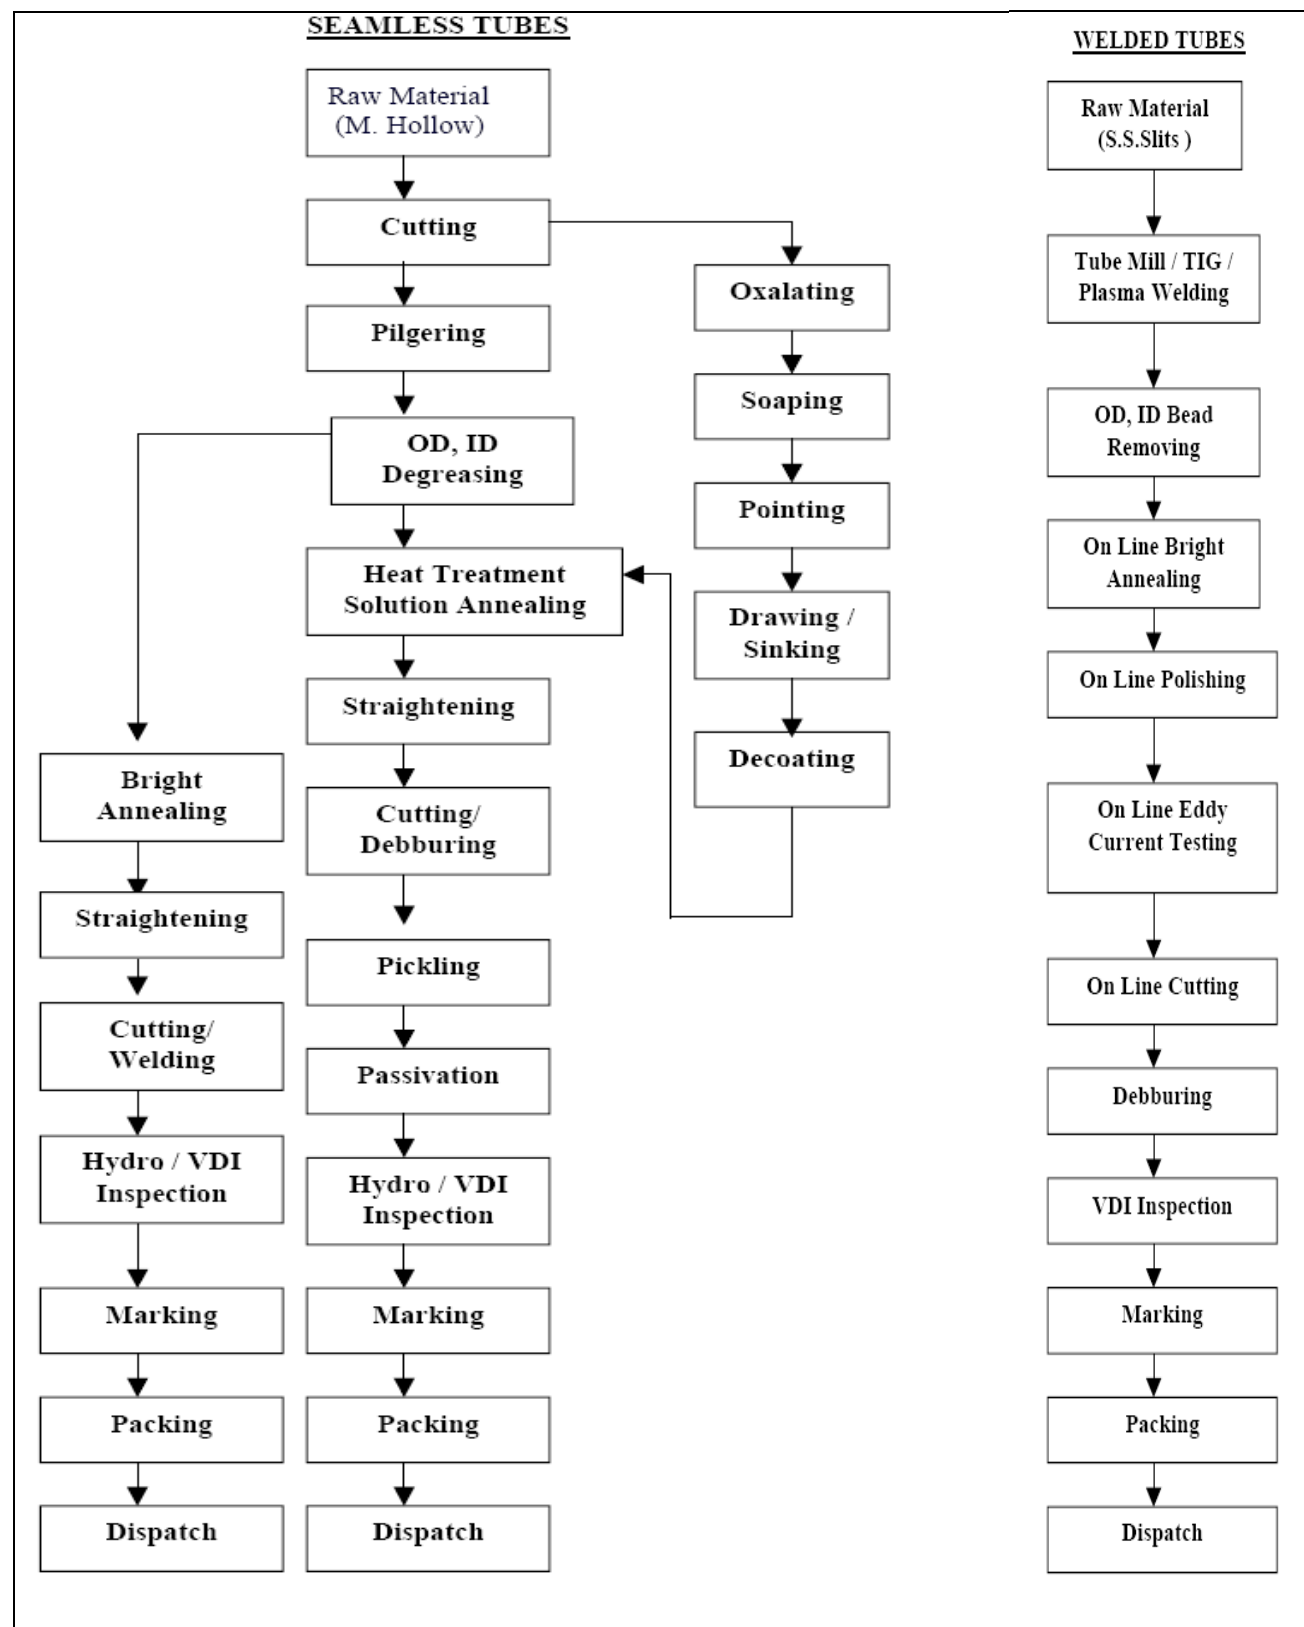 SEAMLESS TUBES
Raw Material
(M. Hollow)
Cutting
Pilgering
OD, ID
Degreasing
Heat Treatment
Solution Annealing
Straightening
Cutting/
Debburing
Pickling
Passivation
Hydro / VDI
Inspection
Marking
Packing
Dispatch
Bright
Annealing
Straightening
Cutting/
Welding
Hydro / VDI
Inspection
Marking
Packing
Dispatch
Oxalating
Soaping
Pointing
Drawing /
Sinking
Decoating
WELDED TUBES
Raw Material
(S.S.Slits )
Tube Mill / TIG /
Plasma Welding
OD, ID Bead
Removing
On Line Bright
Annealing
On Line Polishing
On Line Eddy
Current Testing
On Line Cutting
Debburing
VDI Inspection
Marking
Packing
Dispatch